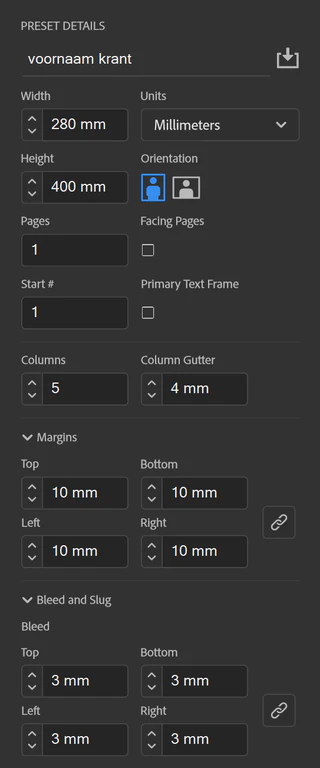 PRESET DETAILS
voornaam krant
Width Units
280 mm Millimeters
Height Orientation
400 mm
Pages Facing Pages
1
Start # Primary Text Frame
1
Columns Column Gutter
5 4 mm
Margins
Top Bottom
10 mm 10 mm
Left Right
10 mm 10 mm
Bleed and Slug
Bleed
Top Bottom
3 mm 3 mm
Left Right
3 mm 3 mm